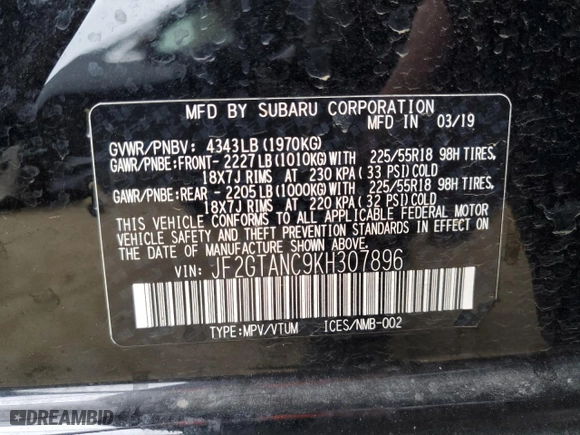 MFD BY SUBARU CORPORATION
MFD IN 03/19
GVWR/PNBV: 4343LB (1970KG)
GAWR/PNBE:FRONT- 2227LB (1010KG) WITH 225/55R18 98H TIRES,
18X7J RIMS AT 230 KPA ( 33 PSI) COLD
GAWR/PNBE:REAR - 2205LB (1000KG) WITH 225/55R18 98H TIRES,
18X7J RIMS AT 220 KPA ( 32 PSI) COLD
THIS VEHICLE CONFORMS TO ALL APPLICABLE FEDERAL MOTOR
VEHICLE SAFETY AND THEFT PREVENTION STANDARDS IN EFFECT ON
THE DATE OF MANUFACTURE SHOWN ABOVE.
VIN: JF2GTANC9KH307896
TYPE:MPV/VTUM ICES/NMB-002
DREAMBID